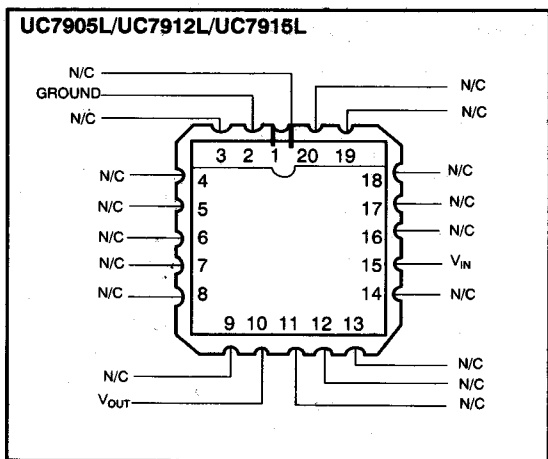 UC7905L/UC7912L/UC7915L
N/C
GROUND
N/C
N/C
N/C
3 2 1 20 19
N/C 4 18 N/C
N/C 5 17 N/C
N/C 6 16 N/C
N/C 7 15 VIN
N/C 8 14 N/C
9 10 11 12 13
N/C
VOUT
N/C
N/C
N/C